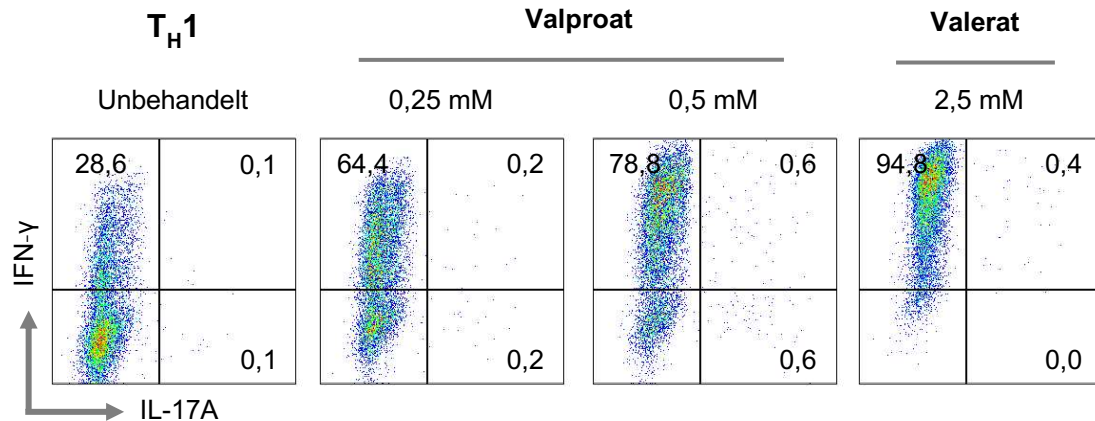 T_H1
Valproat
Valerat
Unbehandelt
0,25 mM
0,5 mM
2,5 mM
28,6
0,1
64,4
0,2
78,8
0,6
94,8
0,4
0,1
0,2
0,6
0,0
IFN-γ
IL-17A